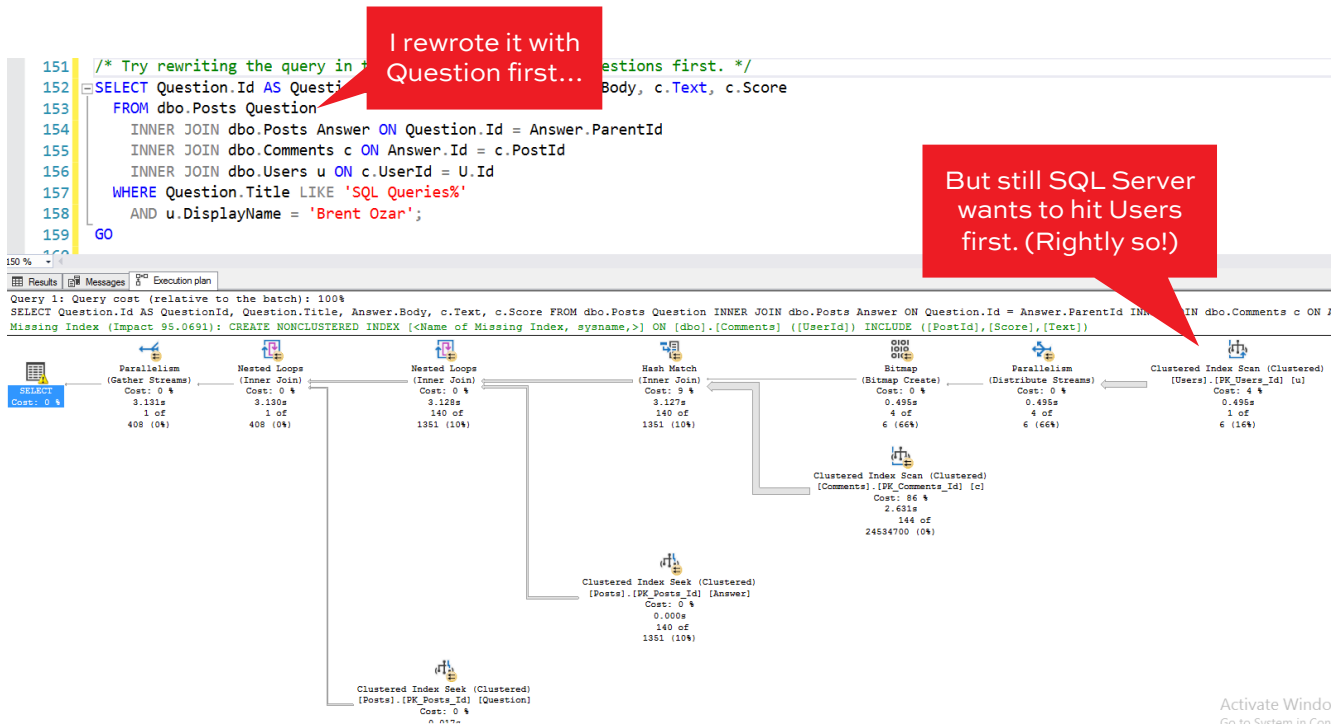 I rewrote it with
Question first...
151 /* Try rewriting the query in t estions first. */
152 SELECT Question.Id AS Questi Body, c.Text, c.Score
153 FROM dbo.Posts Question
154 INNER JOIN dbo.Posts Answer ON Question.Id = Answer.ParentId
155 INNER JOIN dbo.Comments c ON Answer.Id = c.PostId
156 INNER JOIN dbo.Users u ON c.UserId = U.Id
157 WHERE Question.Title LIKE 'SQL Queries%'
158 AND u.DisplayName = 'Brent Ozar';
159 GO
But still SQL Server
wants to hit Users
first. (Rightly so!)
150 %
Results Messages Execution plan
Query 1: Query cost (relative to the batch): 100%
SELECT Question.Id AS QuestionId, Question.Title, Answer.Body, c.Text, c.Score FROM dbo.Posts Question INNER JOIN dbo.Posts Answer ON Question.Id = Answer.ParentId INN IN dbo.Comments c ON A
Missing Index (Impact 95.0691): CREATE NONCLUSTERED INDEX [<Name of Missing Index, sysname,>] ON [dbo].[Comments] ([UserId]) INCLUDE ([PostId],[Score],[Text])
SELECT
Cost: 0 %
Parallelism
(Gather Streams)
Cost: 0 %
3.131s
1 of
408 (0%)
Nested Loops
(Inner Join)
Cost: 0 %
3.130s
1 of
408 (0%)
Nested Loops
(Inner Join)
Cost: 0 %
3.128s
140 of
1351 (10%)
Hash Match
(Inner Join)
Cost: 9 %
3.127s
140 of
1351 (10%)
Bitmap
(Bitmap Create)
Cost: 0 %
0.495s
4 of
6 (66%)
Parallelism
(Distribute Streams)
Cost: 0 %
0.495s
4 of
6 (66%)
Clustered Index Scan (Clustered)
[Users].[PK_Users_Id] [u]
Cost: 4 %
0.495s
1 of
6 (16%)
Clustered Index Scan (Clustered)
[Comments].[PK_Comments_Id] [c]
Cost: 86 %
2.631s
144 of
24534700 (0%)
Clustered Index Seek (Clustered)
[Posts].[PK_Posts_Id] [Answer]
Cost: 0 %
0.000s
140 of
1351 (10%)
Clustered Index Seek (Clustered)
[Posts].[PK_Posts_Id] [Question]
Cost: 0 %
0.017s
Activate Windo
Go to System in Con